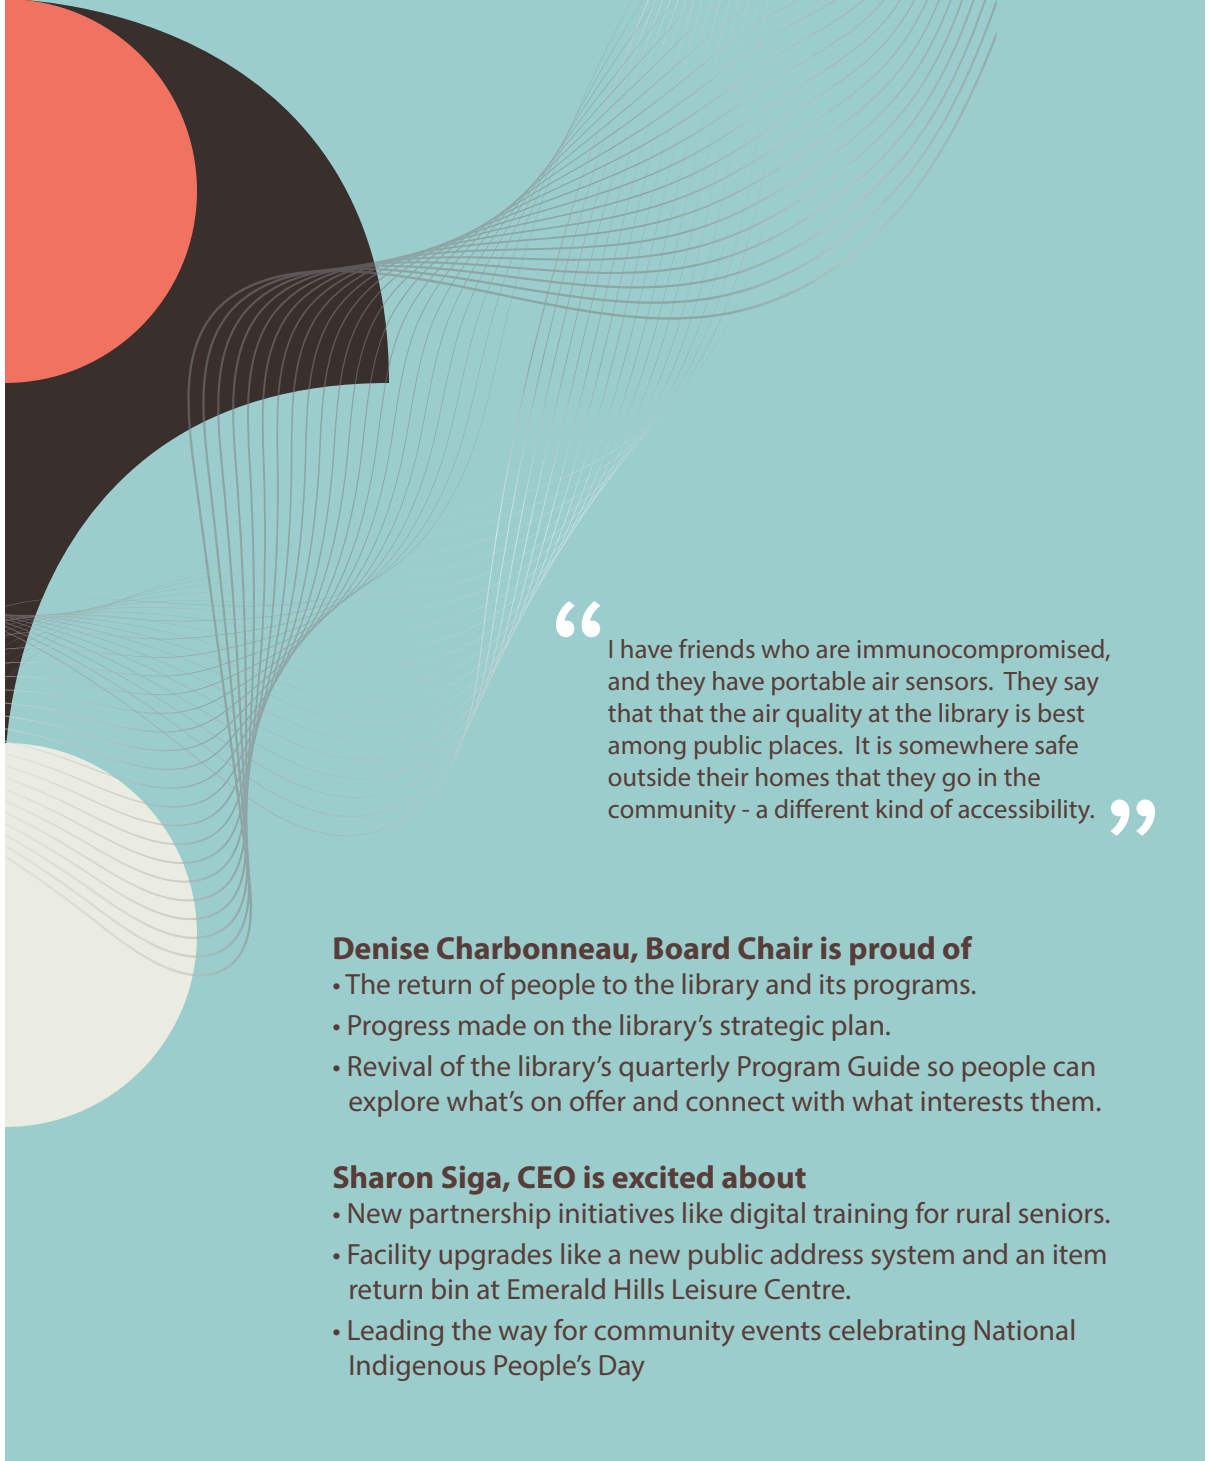 “
I have friends who are immunocompromised,
and they have portable air sensors.  They say
that that the air quality at the library is best
among public places.  It is somewhere safe
outside their homes that they go in the
community - a different kind of accessibility. ”
Denise Charbonneau, Board Chair is proud of
• The return of people to the library and its programs.
• Progress made on the library’s strategic plan.
• Revival of the library’s quarterly Program Guide so people can
explore what’s on offer and connect with what interests them.
Sharon Siga, CEO is excited about
• New partnership initiatives like digital training for rural seniors.
• Facility upgrades like a new public address system and an item
return bin at Emerald Hills Leisure Centre.
• Leading the way for community events celebrating National
Indigenous People’s Day